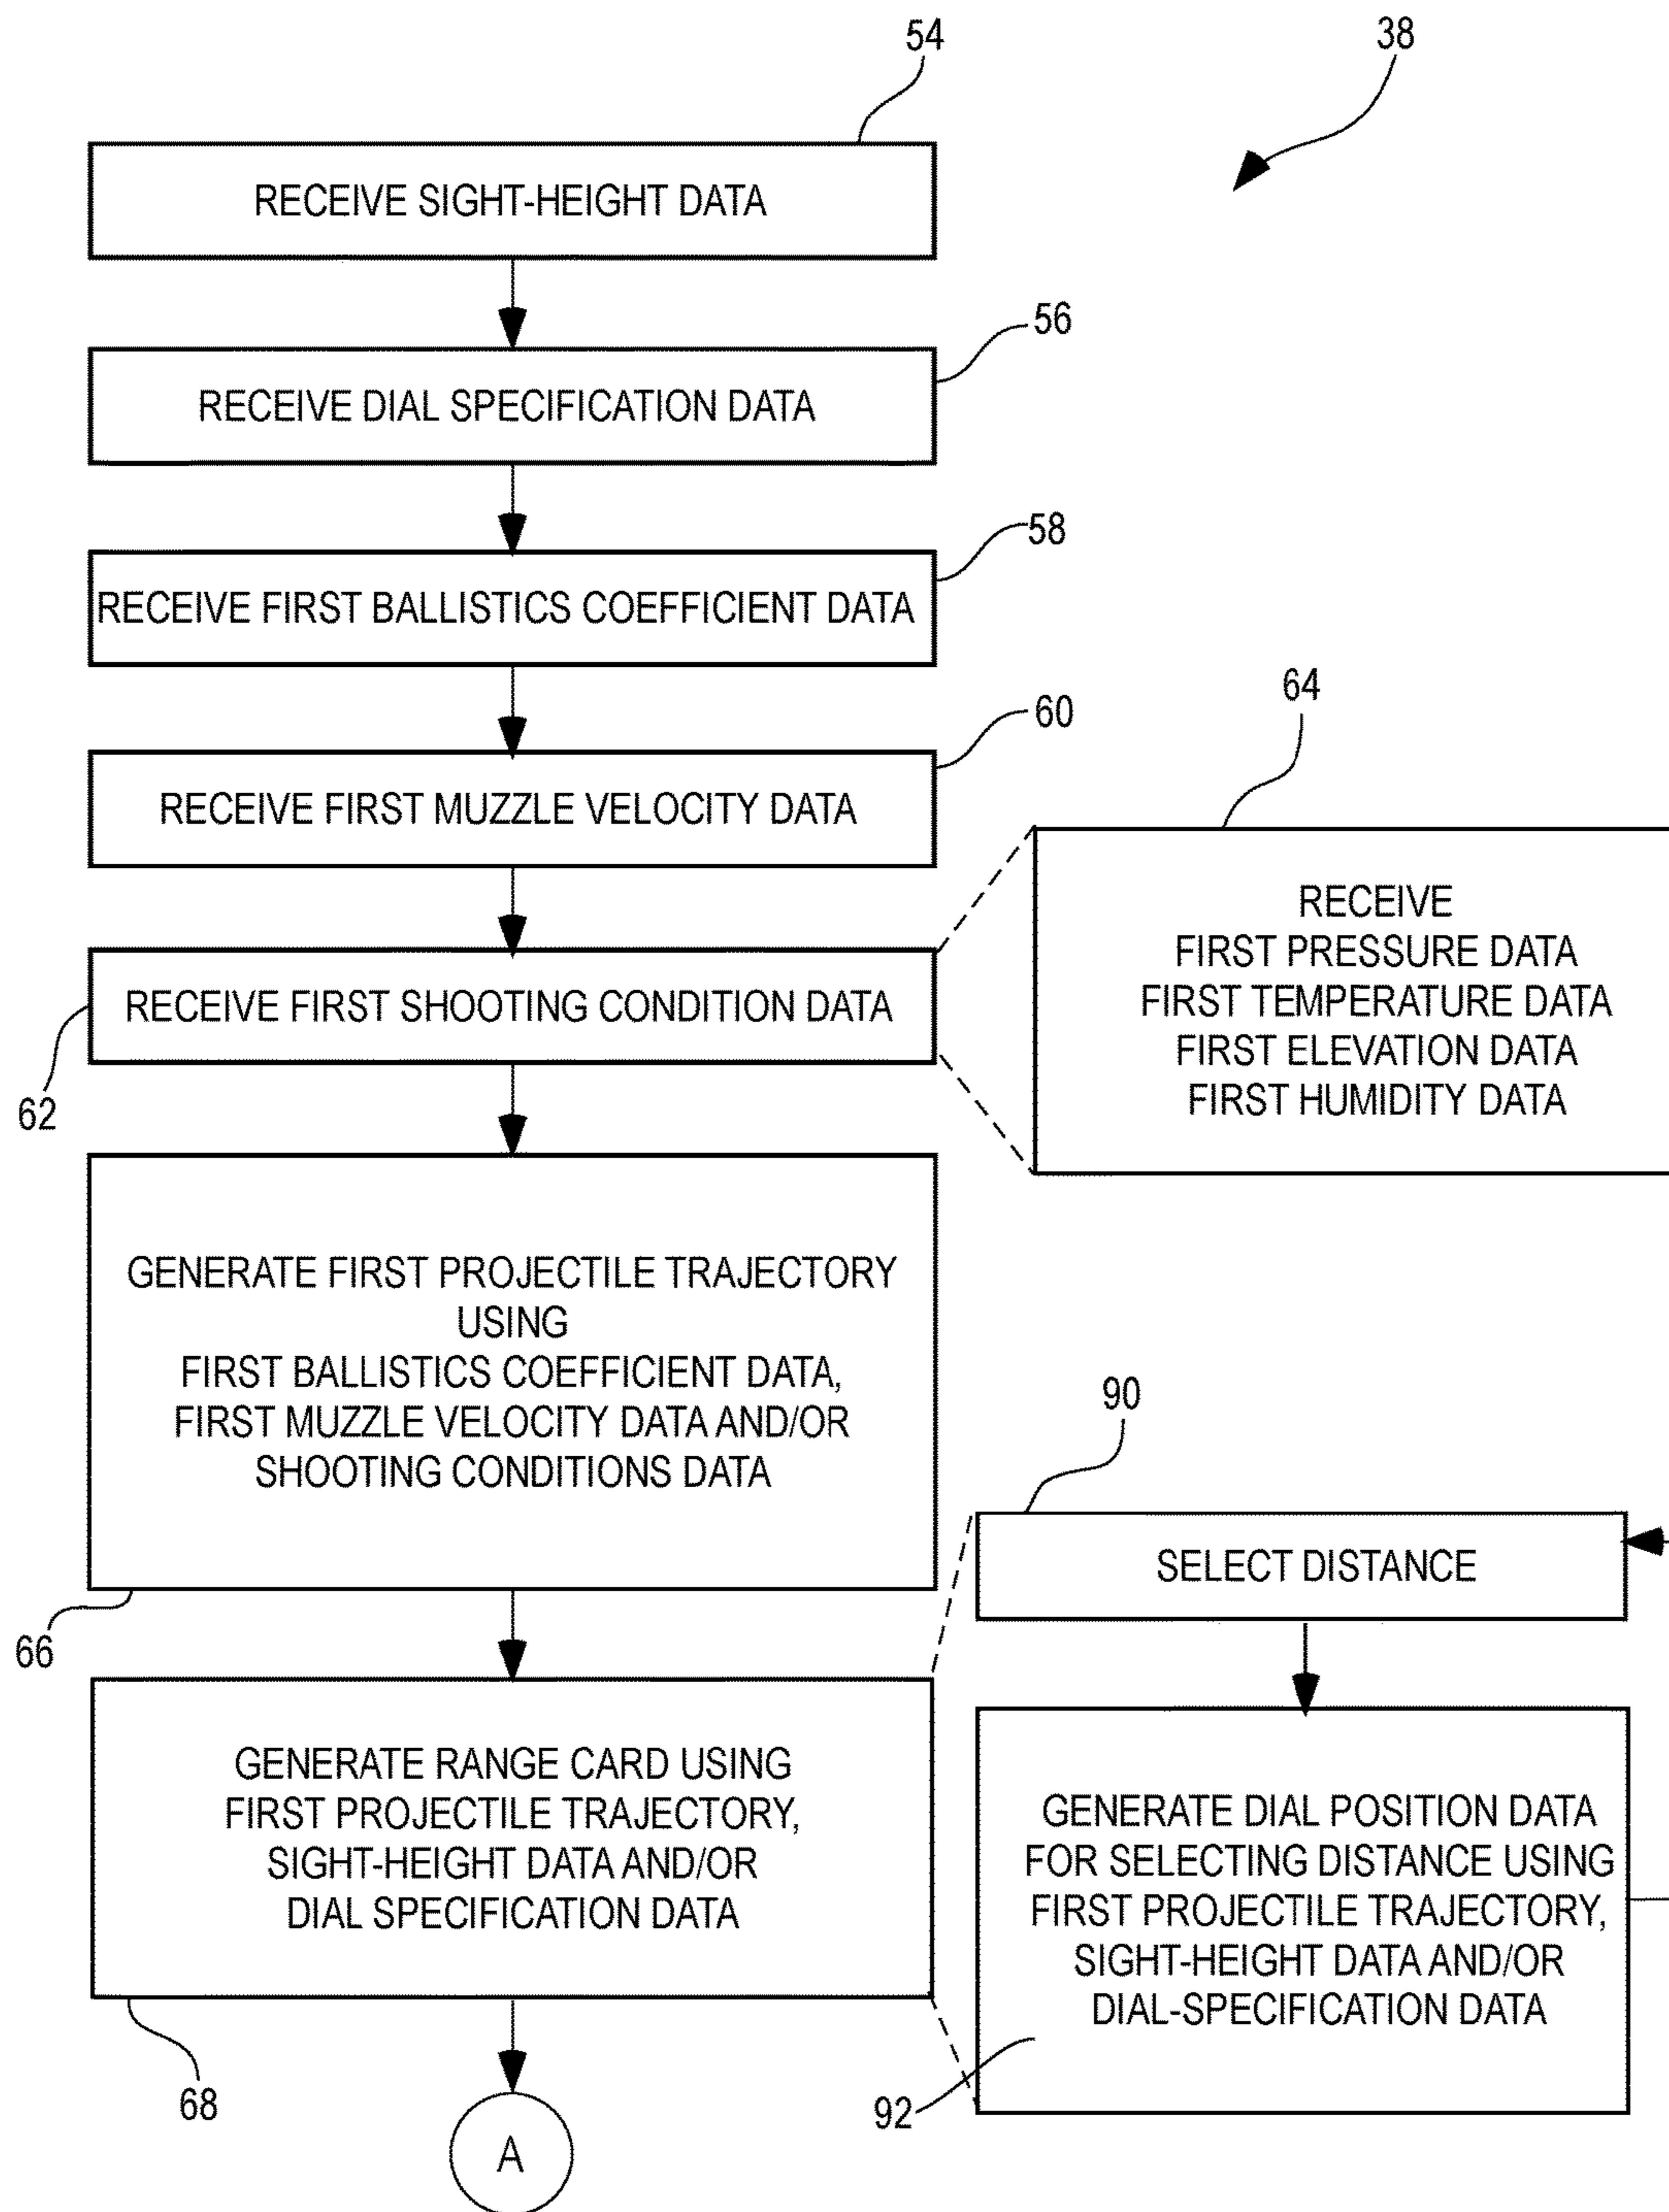 54
38
RECEIVE SIGHT-HEIGHT DATA
56
RECEIVE DIAL SPECIFICATION DATA
58
RECEIVE FIRST BALLISTICS COEFFICIENT DATA
60
RECEIVE FIRST MUZZLE VELOCITY DATA
64
RECEIVE
FIRST PRESSURE DATA
FIRST TEMPERATURE DATA
FIRST ELEVATION DATA
FIRST HUMIDITY DATA
RECEIVE FIRST SHOOTING CONDITION DATA
62
GENERATE FIRST PROJECTILE TRAJECTORY
USING
FIRST BALLISTICS COEFFICIENT DATA,
FIRST MUZZLE VELOCITY DATA AND/OR
SHOOTING CONDITIONS DATA
66
90
SELECT DISTANCE
GENERATE RANGE CARD USING
FIRST PROJECTILE TRAJECTORY,
SIGHT-HEIGHT DATA AND/OR
DIAL SPECIFICATION DATA
68
GENERATE DIAL POSITION DATA
FOR SELECTING DISTANCE USING
FIRST PROJECTILE TRAJECTORY,
SIGHT-HEIGHT DATA AND/OR
DIAL-SPECIFICATION DATA
92
A